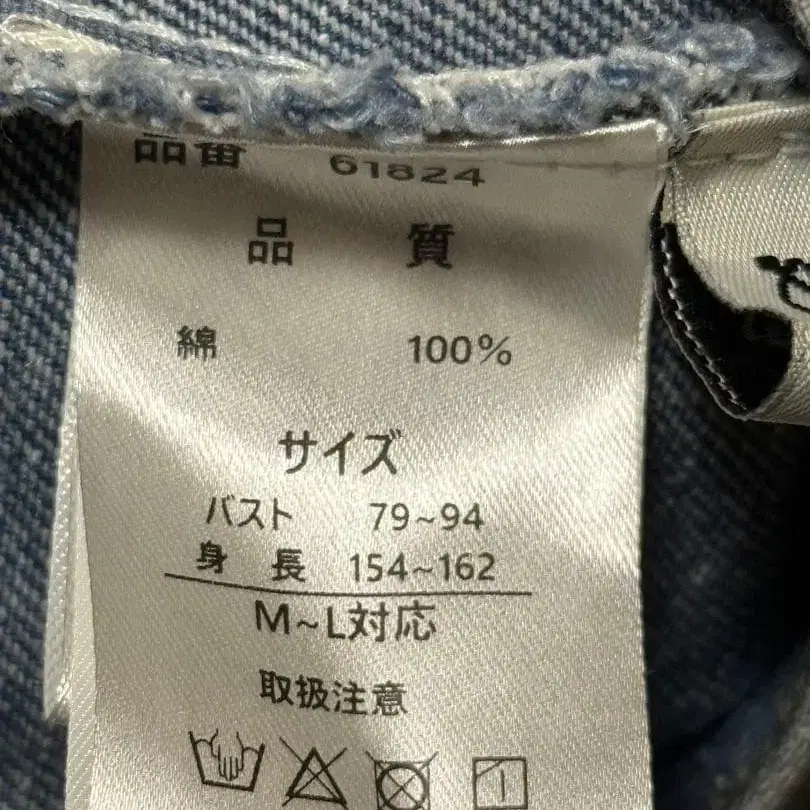 品番 61824
品 質
綿 100%
サイズ
バスト 79~94
身 長 154~162
M~L対応
取扱注意